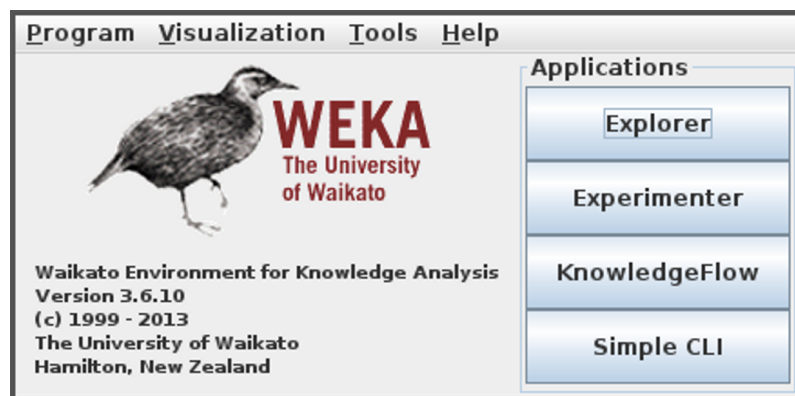 Program Visualization Tools Help
WEKA
The University
of Waikato
Waikato Environment for Knowledge Analysis
Version 3.6.10
(c) 1999 - 2013
The University of Waikato
Hamilton, New Zealand
Applications
Explorer
Experimenter
KnowledgeFlow
Simple CLI